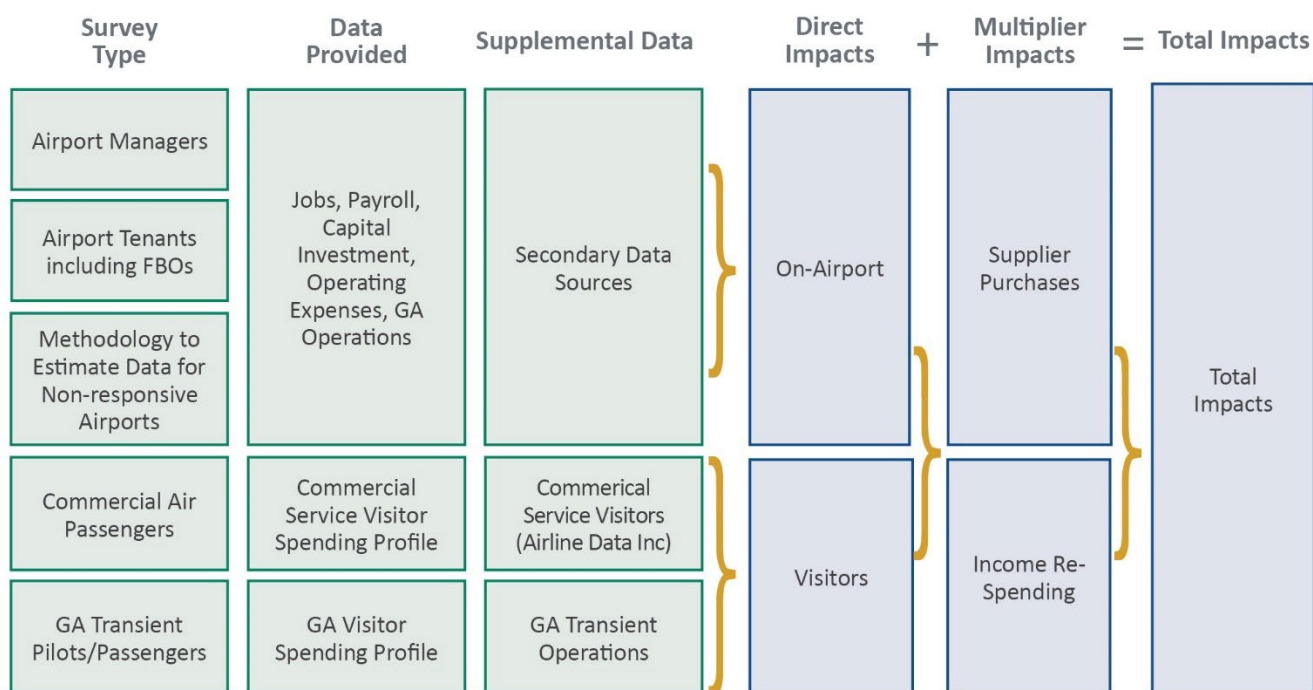 Survey
Type
Data
Provided
Supplemental Data
Direct
Impacts
+
Multiplier
Impacts
=
Total Impacts
Airport Managers
Airport Tenants
including FBOs
Methodology to
Estimate Data for
Non-responsive
Airports
Jobs, Payroll,
Capital
Investment,
Operating
Expenses, GA
Operations
Secondary Data
Sources
On-Airport
Supplier
Purchases
Total
Impacts
Commercial Air
Passengers
Commercial
Service Visitor
Spending Profile
Commerical
Service Visitors
(Airline Data Inc)
Visitors
Income Re-
Spending
GA Transient
Pilots/Passengers
GA Visitor
Spending Profile
GA Transient
Operations